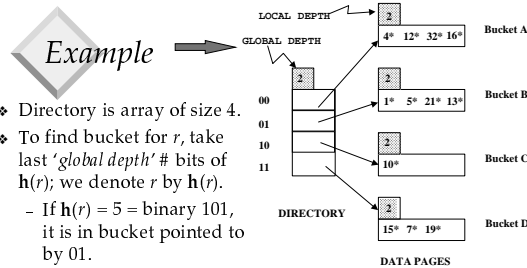 Example
❖ Directory is array of size 4.
❖ To find bucket for r, take
last ‘global depth’ # bits of
h(r); we denote r by h(r).
– If h(r) = 5 = binary 101,
it is in bucket pointed to
by 01.
LOCAL DEPTH
GLOBAL DEPTH
2
00
01
10
11
DIRECTORY
2
4* 12* 32* 16*
Bucket A
2
1* 5* 21* 13*
Bucket B
2
10*
Bucket C
2
15* 7* 19*
Bucket D
DATA PAGES